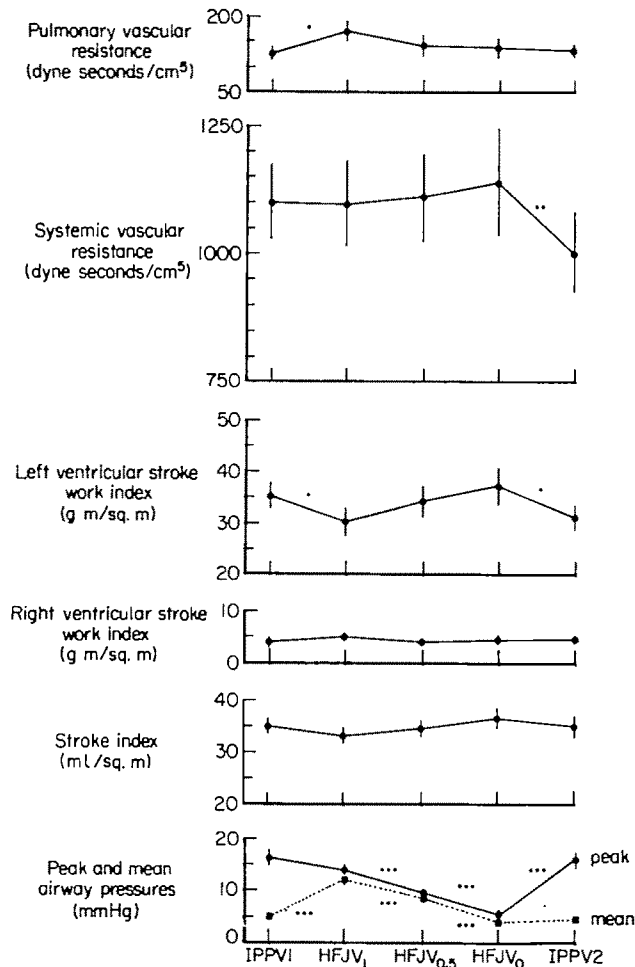 Pulmonary vascular
resistance
(dyne seconds/cm⁵)
200
50
Systemic vascular
resistance
(dyne seconds/cm⁵)
1250
1000
750
Left ventricular stroke
work index
(g m/sq. m)
50
40
30
20
Right ventricular stroke
work index
(g m/sq. m)
10
0
Stroke index
(ml/sq. m)
40
30
20
Peak and mean
airway pressures
(mmHg)
20
15
10
5
0
peak
mean
IPPV1 HFJV₁ HFJV₀.₅ HFJV₀ IPPV2